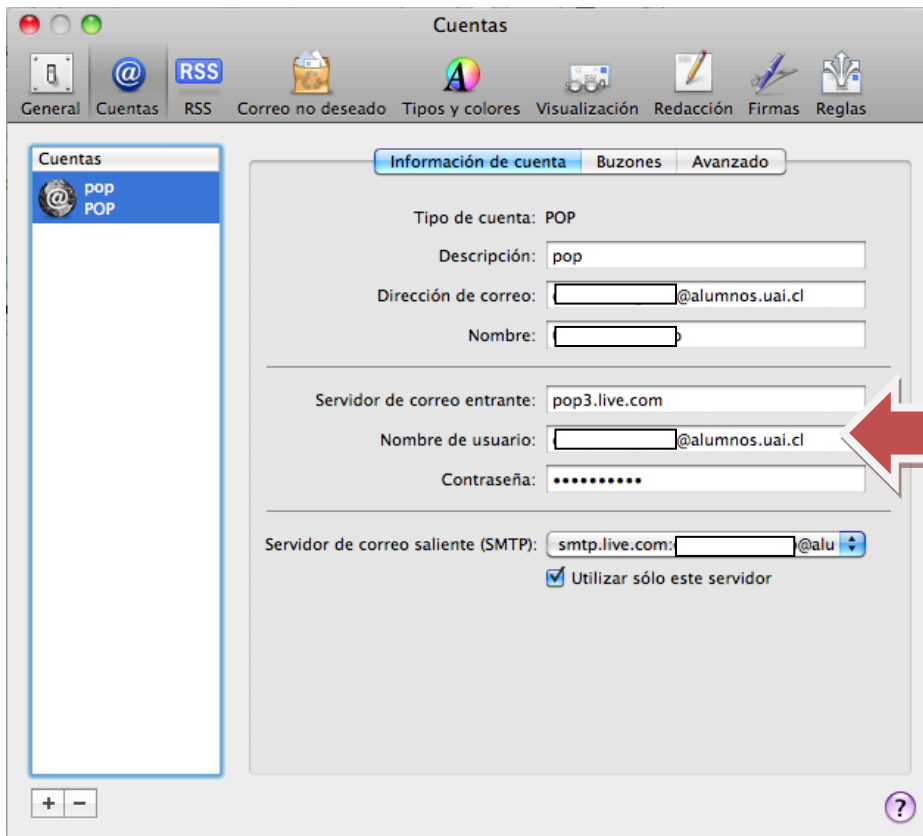 Cuentas
General Cuentas RSS Correo no deseado Tipos y colores Visualización Redacción Firmas Reglas
Cuentas
pop
POP
Información de cuenta Buzones Avanzado
Tipo de cuenta: POP
Descripción: pop
Dirección de correo: @alumnos.uai.cl
Nombre:
Servidor de correo entrante: pop3.live.com
Nombre de usuario: @alumnos.uai.cl
Contraseña: ••••••••••
Servidor de correo saliente (SMTP): smtp.live.com: @alu
Utilizar sólo este servidor
+ − ?